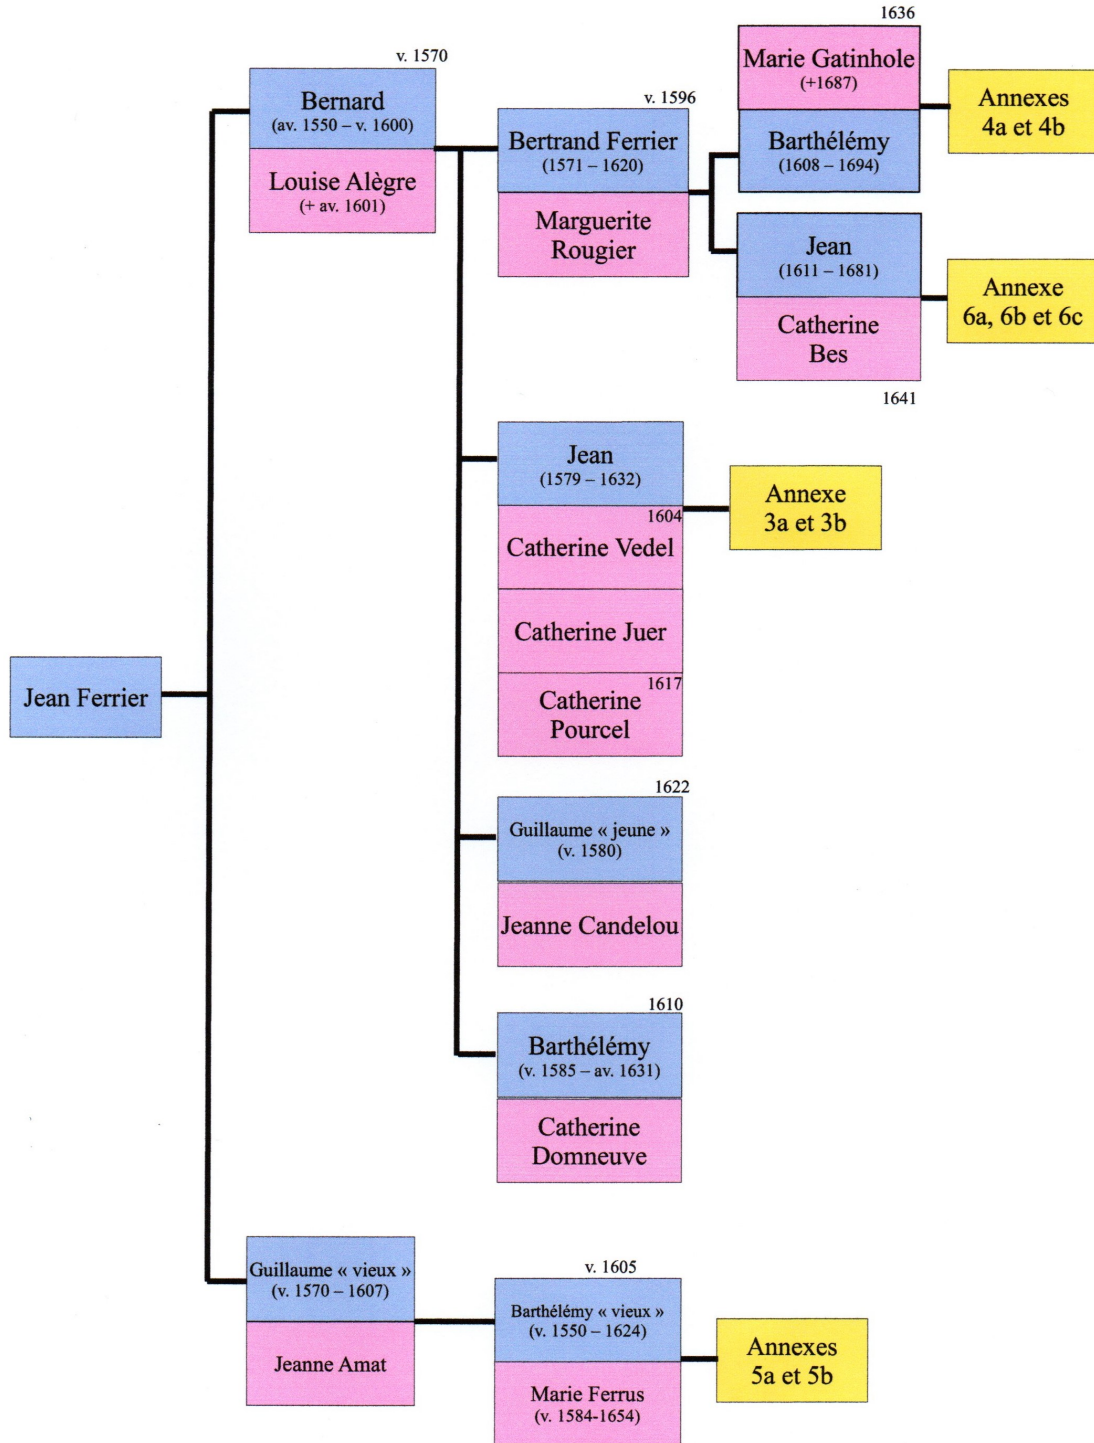 v. 1570
Bernard
(av. 1550 – v. 1600)
Louise Alègre
(+ av. 1601)
v. 1596
Bertrand Ferrier
(1571 – 1620)
Marguerite
Rougier
1636
Marie Gatinhole
(+1687)
Barthélémy
(1608 – 1694)
Annexes
4a et 4b
Jean
(1611 – 1681)
Catherine
Bes
1641
Annexe
6a, 6b et 6c
Jean
(1579 – 1632)
1604
Catherine Vedel
Catherine Juer
1617
Catherine
Pourcel
Annexe
3a et 3b
Jean Ferrier
1622
Guillaume « jeune »
(v. 1580)
Jeanne Candelou
1610
Barthélémy
(v. 1585 – av. 1631)
Catherine
Domneuve
Guillaume « vieux »
(v. 1570 – 1607)
Jeanne Amat
v. 1605
Barthélémy « vieux »
(v. 1550 – 1624)
Marie Ferrus
(v. 1584-1654)
Annexes
5a et 5b